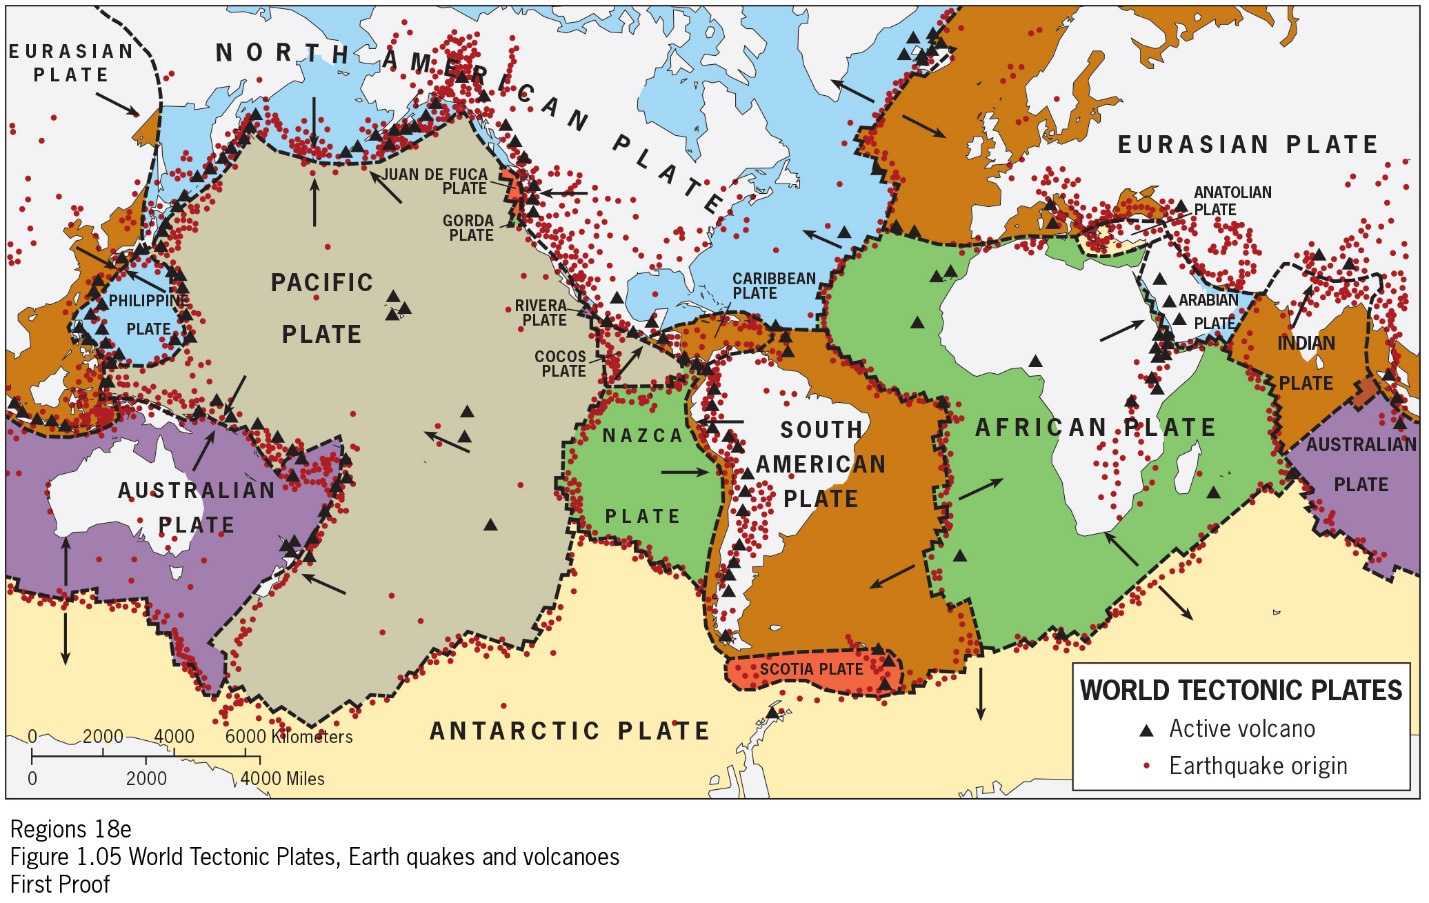 EURASIAN
PLATE
NORTH AMERICAN PLATE
EURASIAN PLATE
JUAN DE FUCA
PLATE
GORDA
PLATE
ANATOLIAN
PLATE
PACIFIC
PLATE
PHILIPPINE
PLATE
RIVERA
PLATE
CARIBBEAN
PLATE
ARABIAN
PLATE
COCOS
PLATE
INDIAN
PLATE
NAZCA
PLATE
SOUTH
AMERICAN
PLATE
AFRICAN PLATE
AUSTRALIAN
PLATE
AUSTRALIAN
PLATE
SCOTIA PLATE
ANTARCTIC PLATE
WORLD TECTONIC PLATES
Active volcano
Earthquake origin
0 2000 4000 6000 Kilometers
0 2000 4000 Miles
Regions 18e
Figure 1.05 World Tectonic Plates, Earth quakes and volcanoes
First Proof